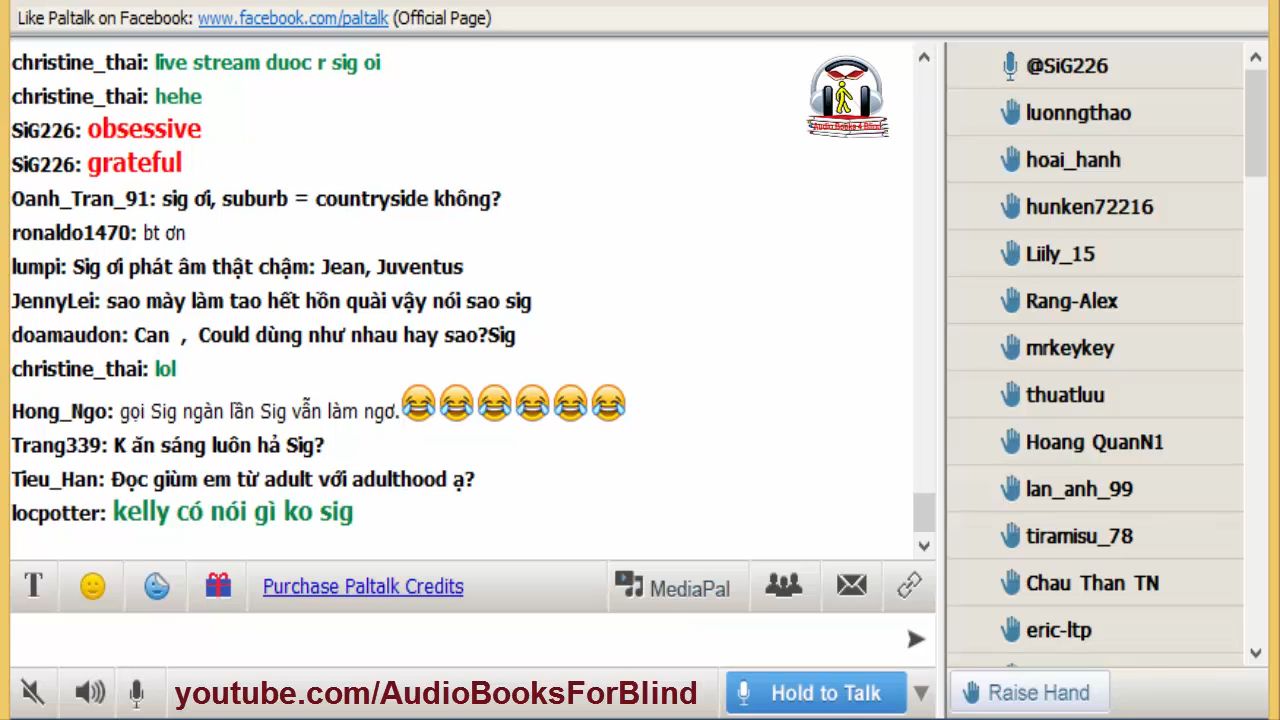 Like Paltalk on Facebook: www.facebook.com/paltalk (Official Page)
christine_thai: live stream duoc r sig oi
christine_thai: hehe
SiG226: obsessive
SiG226: grateful
Oanh_Tran_91: sig ơi, suburb = countryside không?
ronaldo1470: bt ơn
lumpi: Sig ơi phát âm thật chậm: Jean, Juventus
JennyLei: sao mày làm tao hết hồn quài vậy nói sao sig
doamaudon: Can , Could dùng như nhau hay sao?Sig
christine_thai: lol
Hong_Ngo: gọi Sig ngàn lần Sig vẫn làm ngơ.
Trang339: K ăn sáng luôn hả Sig?
Tieu_Han: Đọc giùm em từ adult với adulthood ạ?
locpotter: kelly có nói gì ko sig
Audio Books 4 Blind
@SiG226
luonngthao
hoai_hanh
hunken72216
Liily_15
Rang-Alex
mrkeykey
thuatluu
Hoang QuanN1
lan_anh_99
tiramisu_78
Chau Than TN
eric-ltp
T
Purchase Paltalk Credits
MediaPal
youtube.com/AudioBooksForBlind
Hold to Talk
Raise Hand